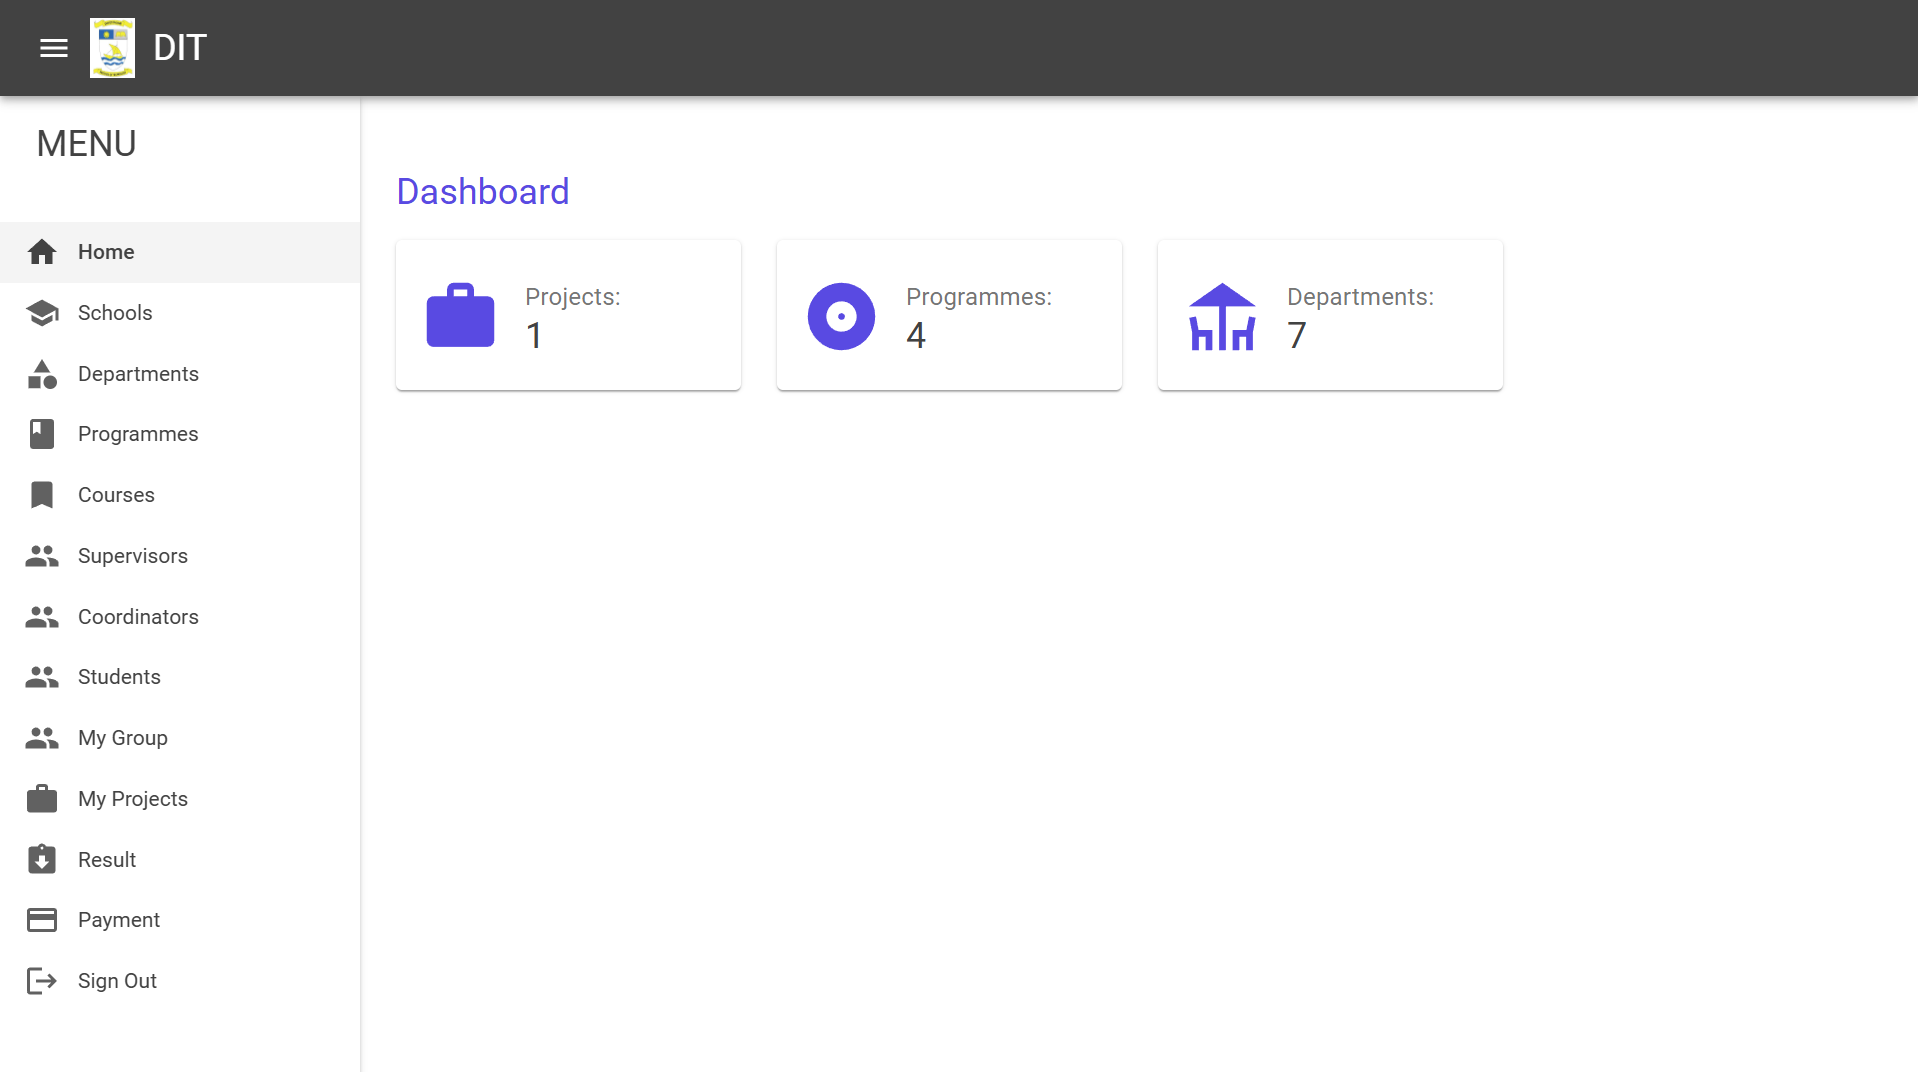 DIT
MENU
Home
Schools
Departments
Programmes
Courses
Supervisors
Coordinators
Students
My Group
My Projects
Result
Payment
Sign Out
Dashboard
Projects:
1
Programmes:
4
Departments:
7